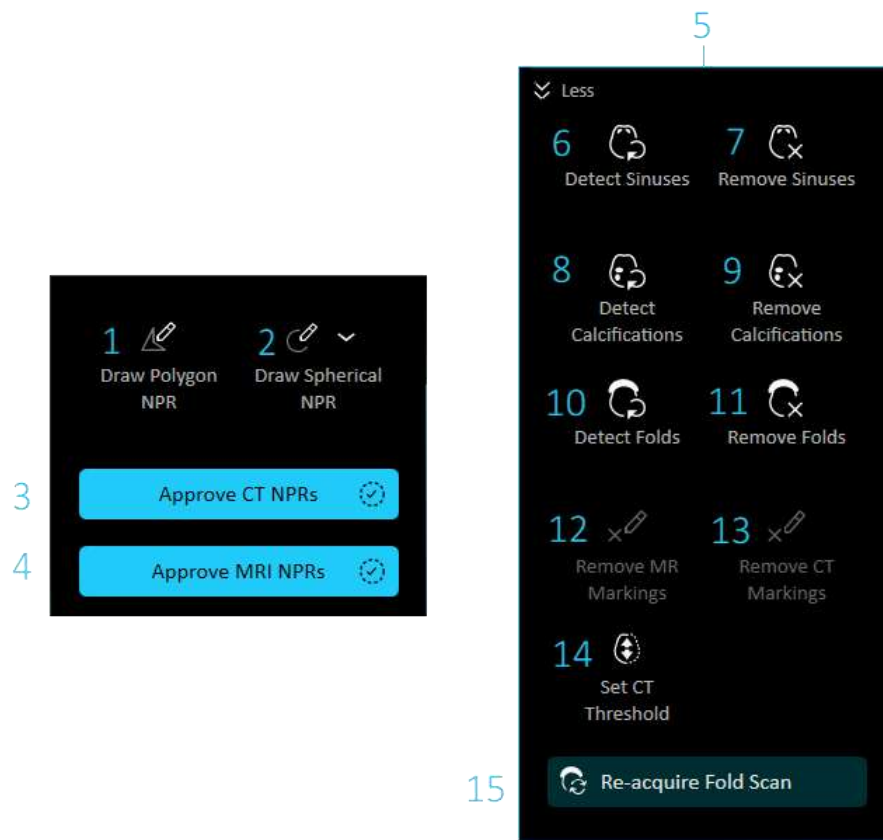 1
Draw Polygon
NPR
2
Draw Spherical
NPR
3
Approve CT NPRs
4
Approve MRI NPRs
5
Less
6
Detect Sinuses
7
Remove Sinuses
8
Detect
Calcifications
9
Remove
Calcifications
10
Detect Folds
11
Remove Folds
12
Remove MR
Markings
13
Remove CT
Markings
14
Set CT
Threshold
15
Re-acquire Fold Scan